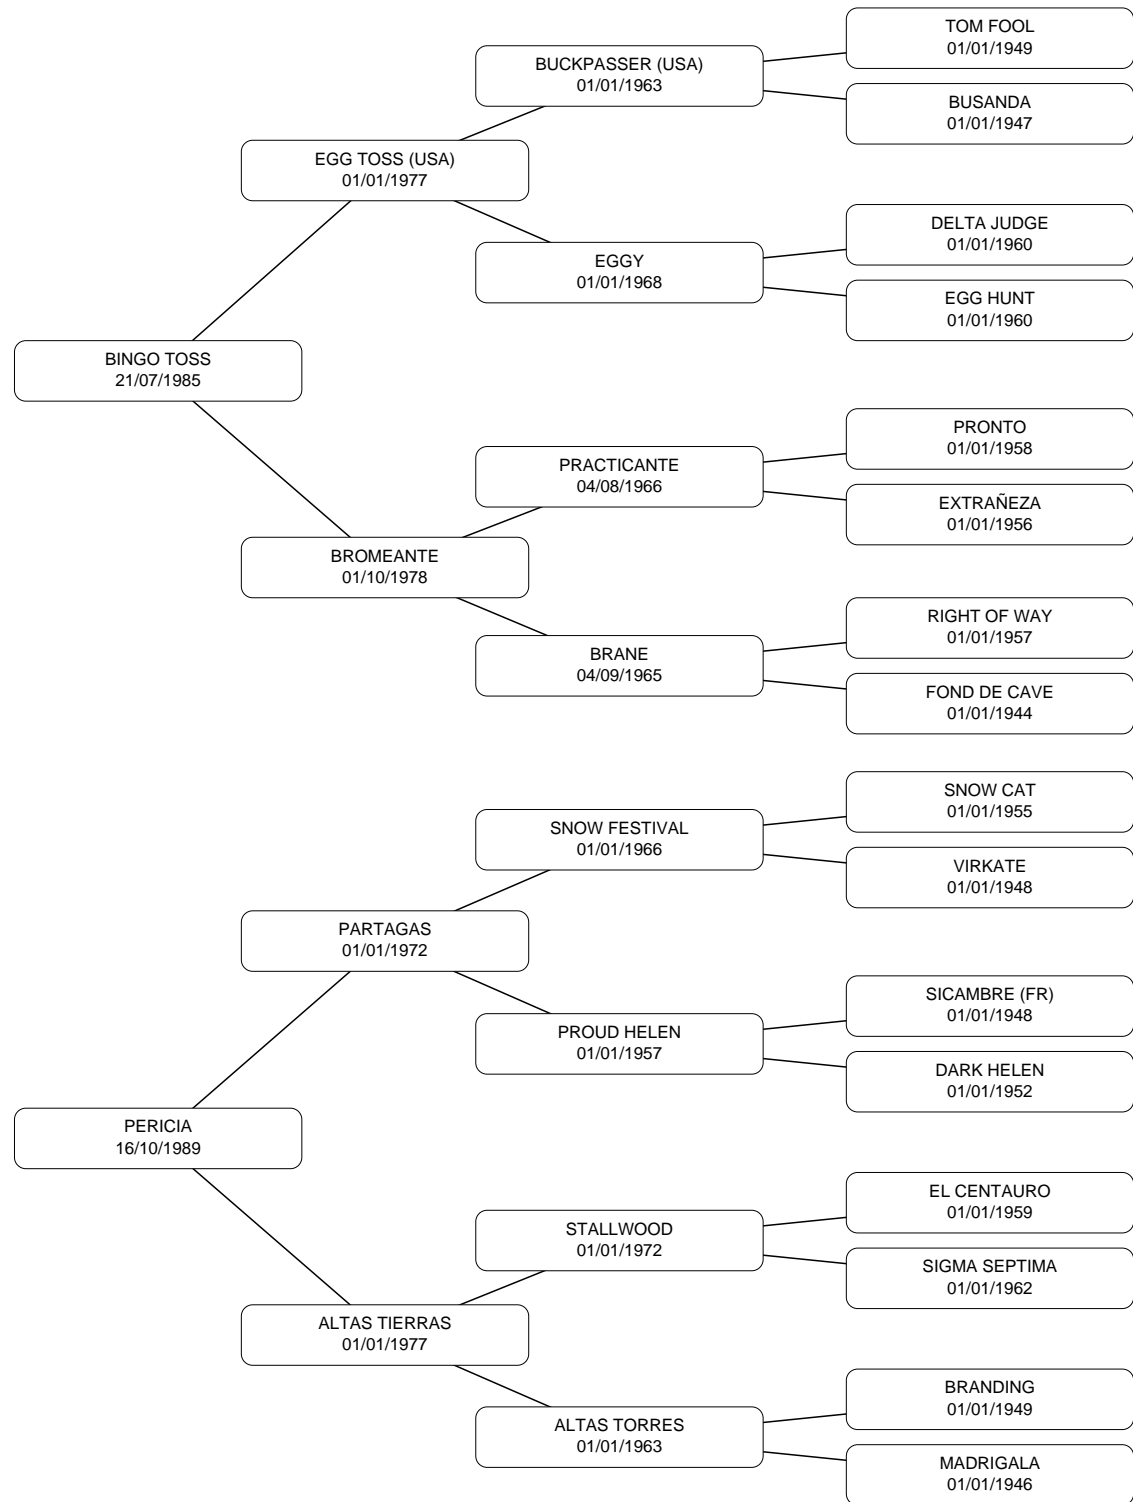 TOM FOOL
01/01/1949
BUCKPASSER (USA)
01/01/1963
BUSANDA
01/01/1947
EGG TOSS (USA)
01/01/1977
DELTA JUDGE
01/01/1960
EGGY
01/01/1968
EGG HUNT
01/01/1960
BINGO TOSS
21/07/1985
PRONTO
01/01/1958
PRACTICANTE
04/08/1966
EXTRAÑEZA
01/01/1956
BROMEANTE
01/10/1978
RIGHT OF WAY
01/01/1957
BRANE
04/09/1965
FOND DE CAVE
01/01/1944
SNOW CAT
01/01/1955
SNOW FESTIVAL
01/01/1966
VIRKATE
01/01/1948
PARTAGAS
01/01/1972
SICAMBRE (FR)
01/01/1948
PROUD HELEN
01/01/1957
DARK HELEN
01/01/1952
PERICIA
16/10/1989
EL CENTAURO
01/01/1959
STALLWOOD
01/01/1972
SIGMA SEPTIMA
01/01/1962
ALTAS TIERRAS
01/01/1977
BRANDING
01/01/1949
ALTAS TORRES
01/01/1963
MADRIGALA
01/01/1946